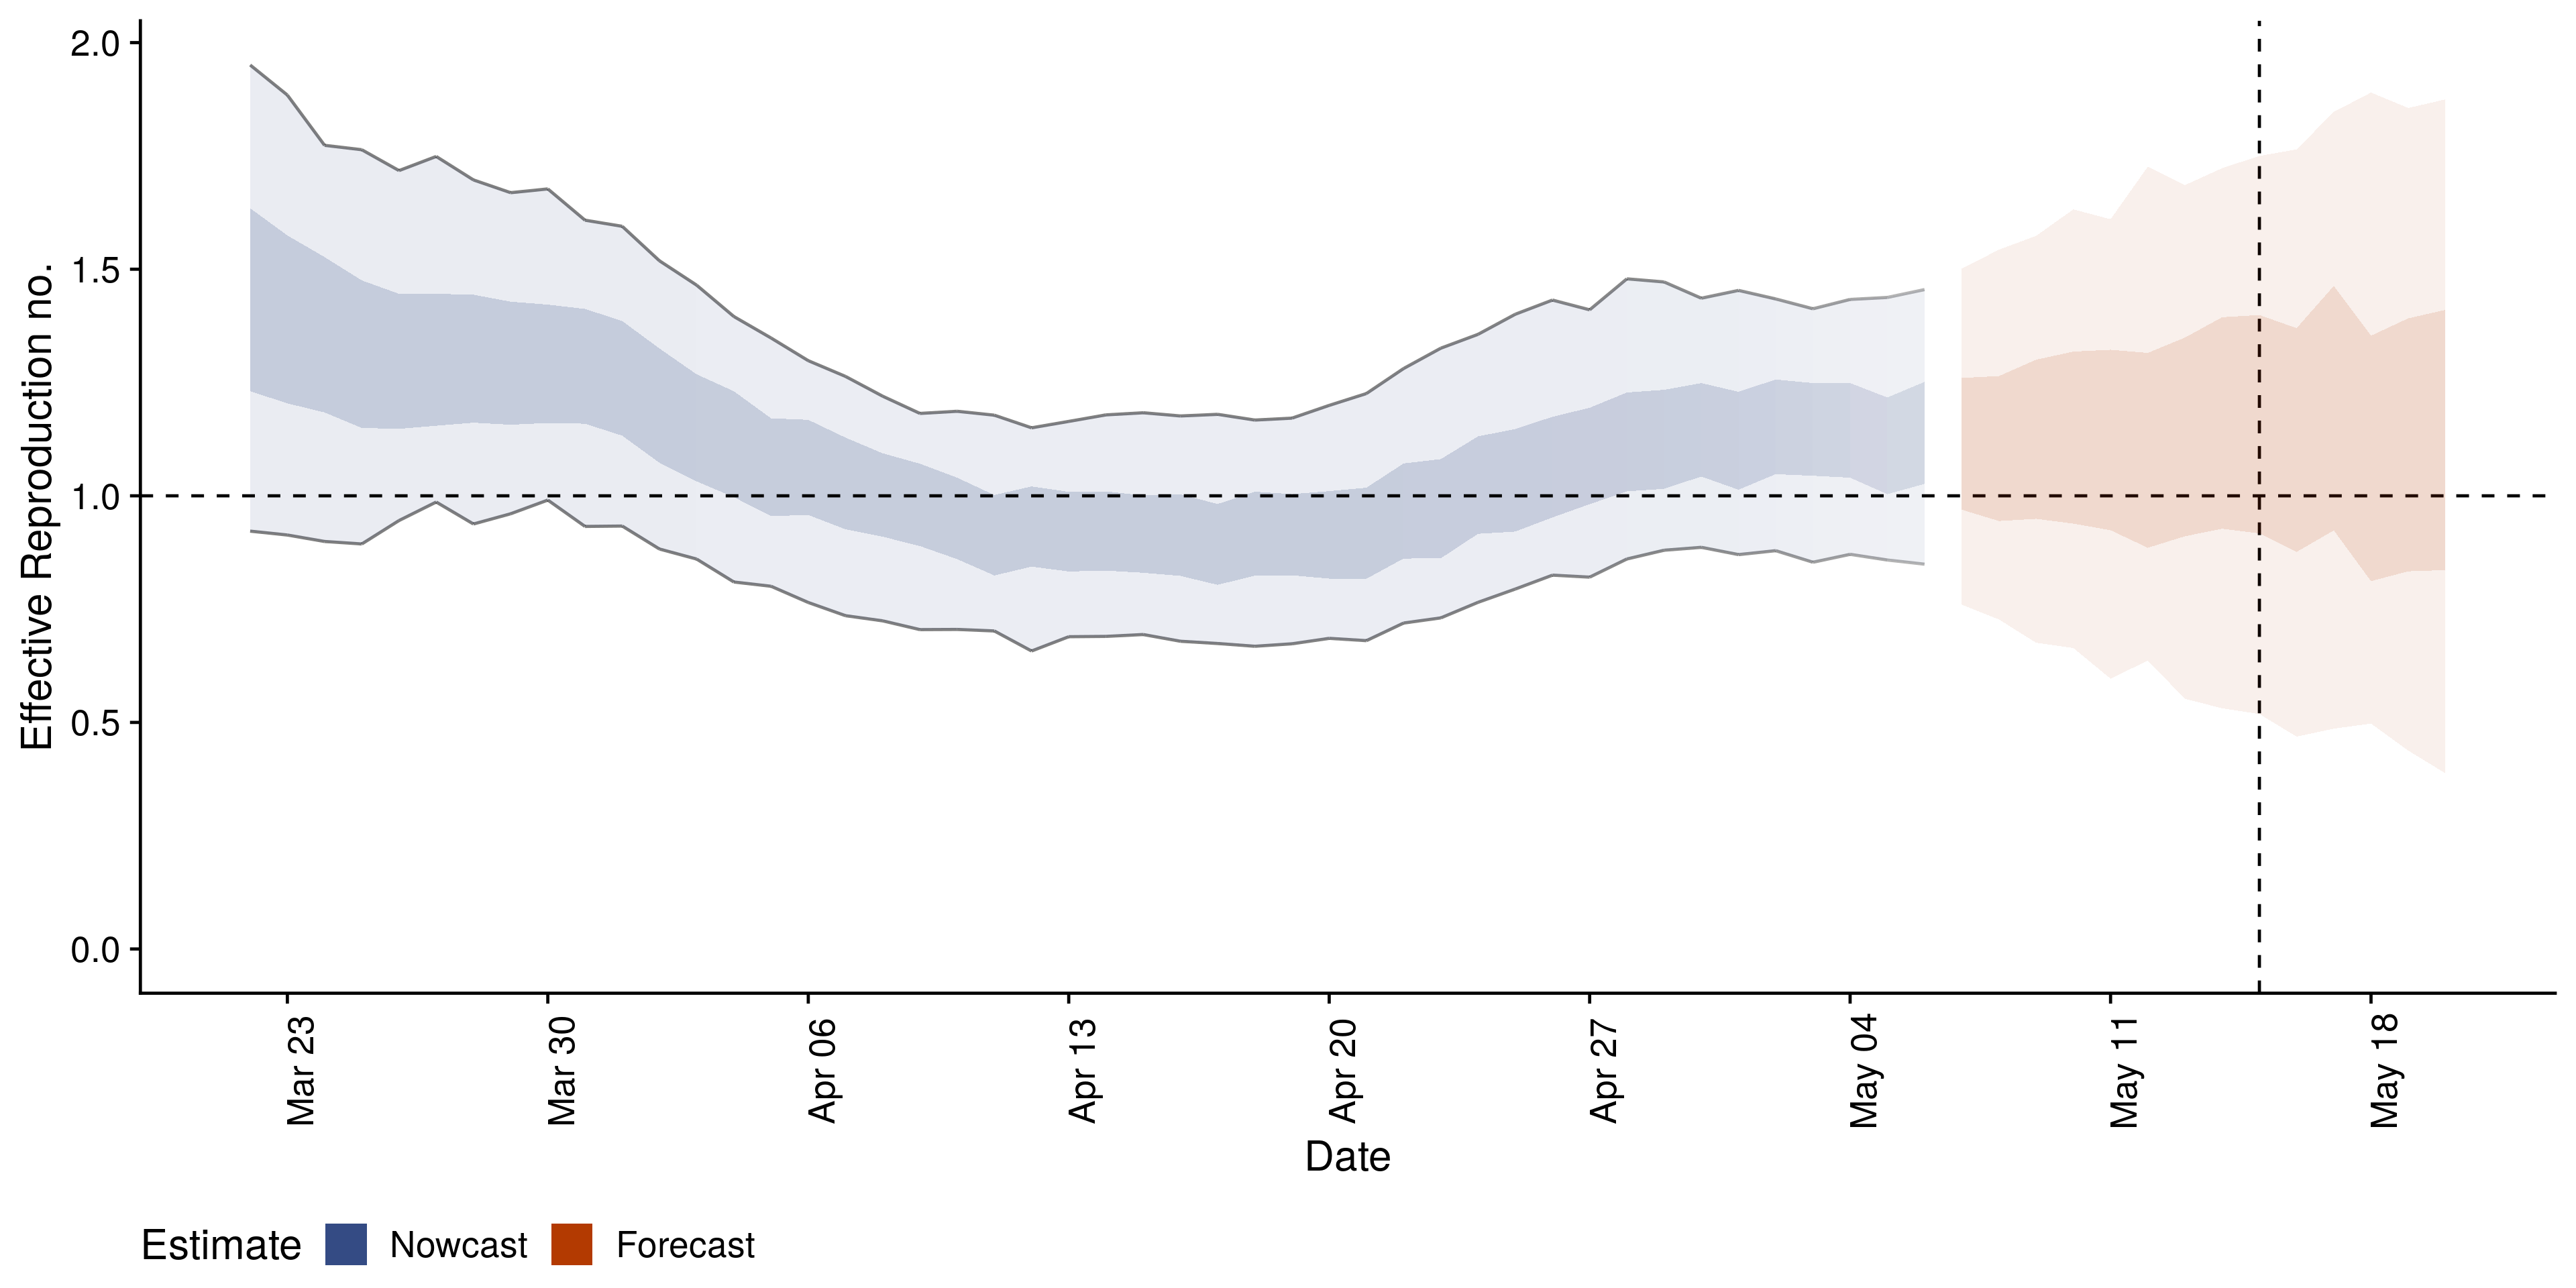 Effective Reproduction no.
2.0
1.5
1.0
0.5
0.0
Mar 23
Mar 30
Apr 06
Apr 13
Apr 20
Apr 27
May 04
May 11
May 18
Date
Estimate Nowcast Forecast